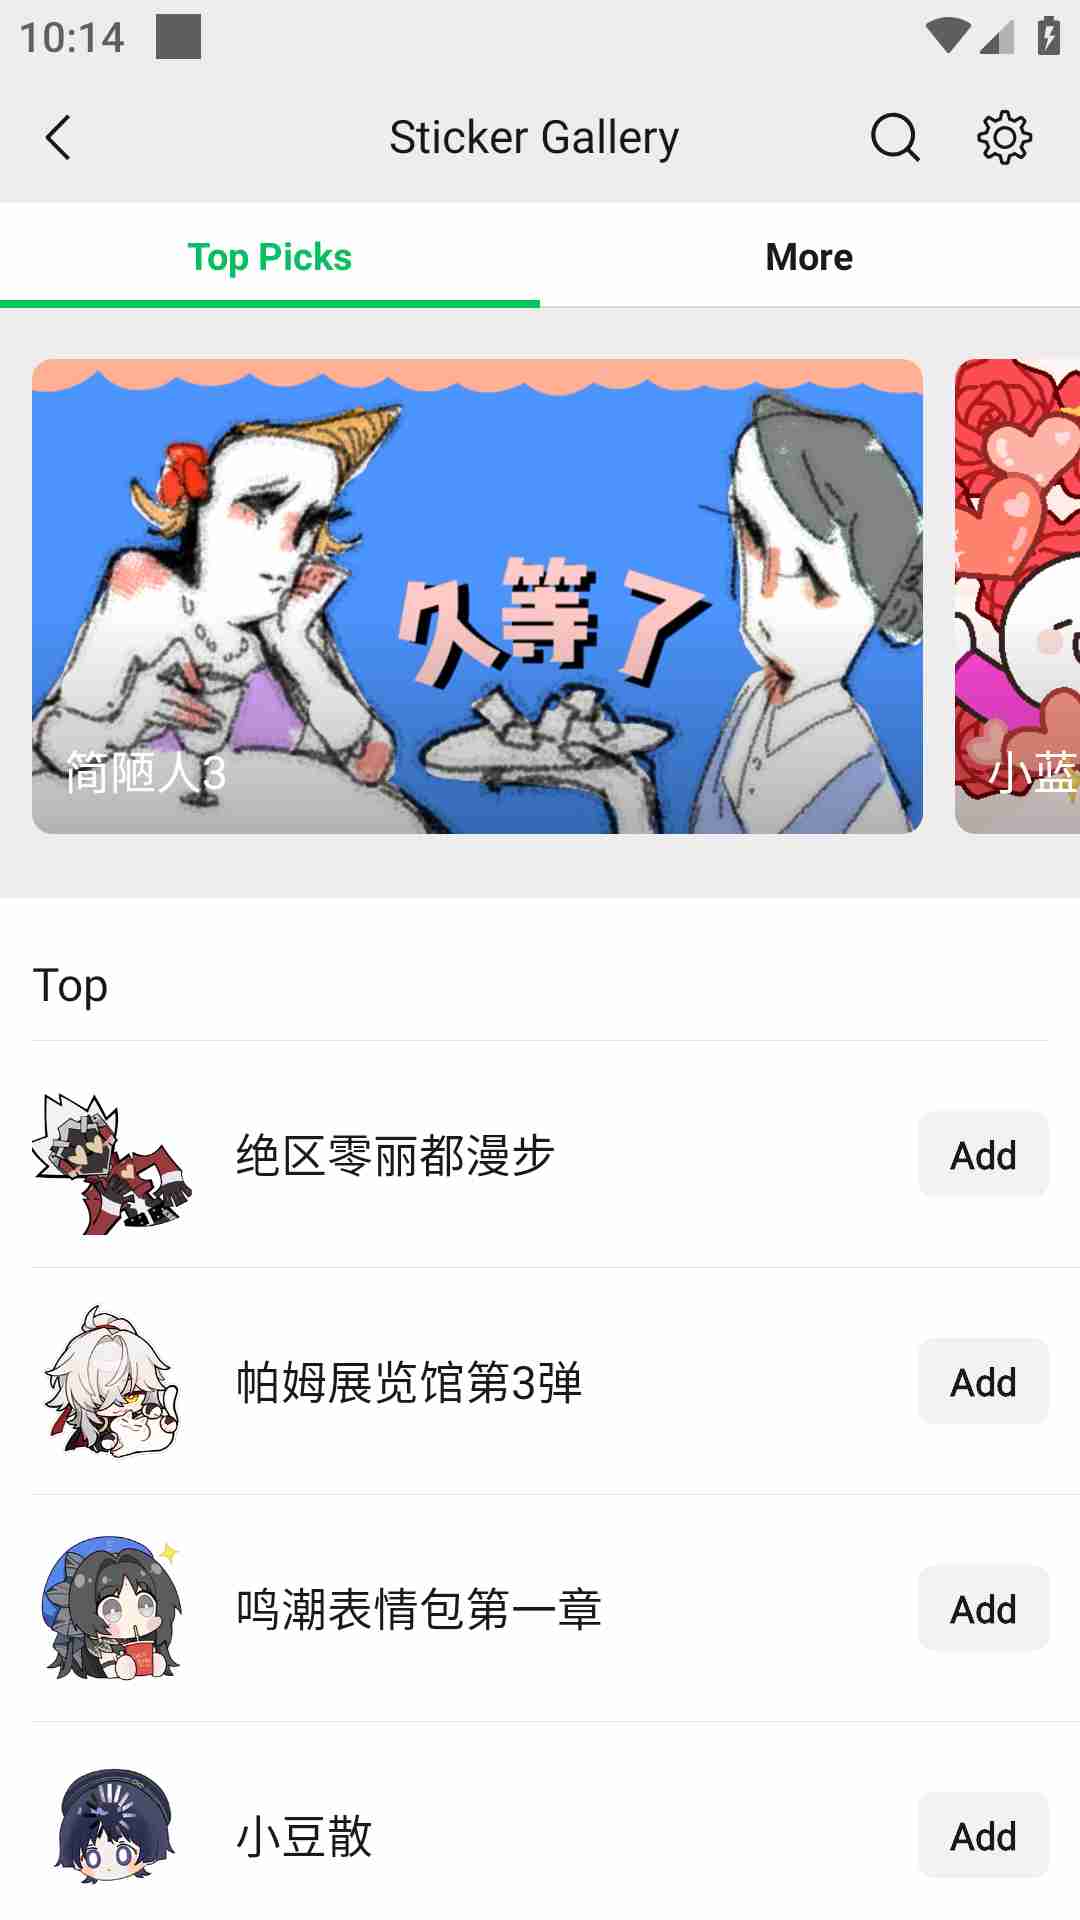 10:14
Sticker Gallery
Top Picks
More
久等了
简陋人3
小蓝
Top
绝区零丽都漫步
Add
帕姆展览馆第3弹
Add
鸣潮表情包第一章
Add
小豆散
Add